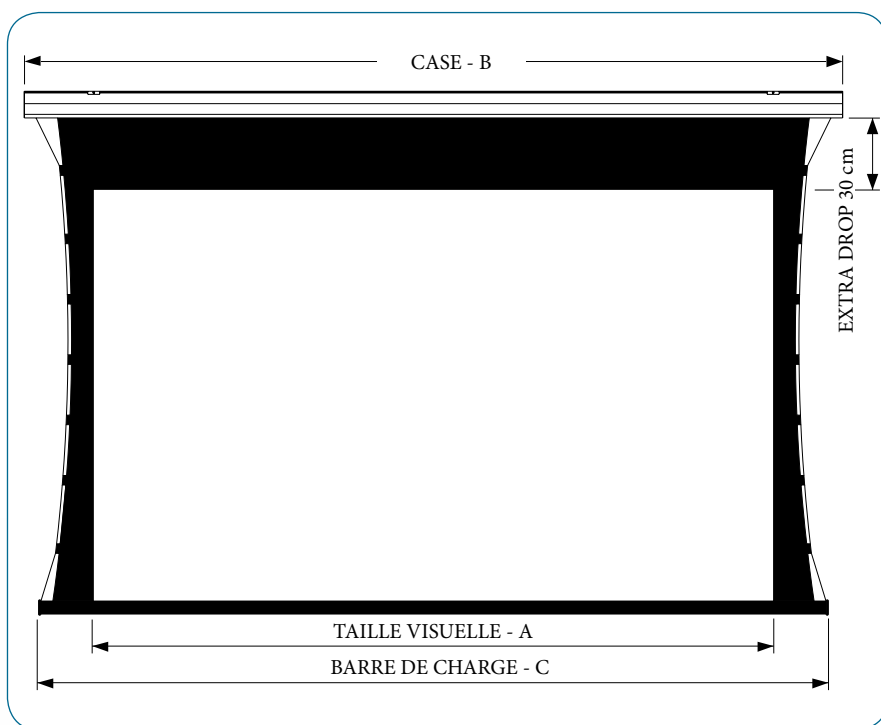 CASE - B
EXTRA DROP 30 cm
TAILLE VISUELLE - A
BARRE DE CHARGE - C